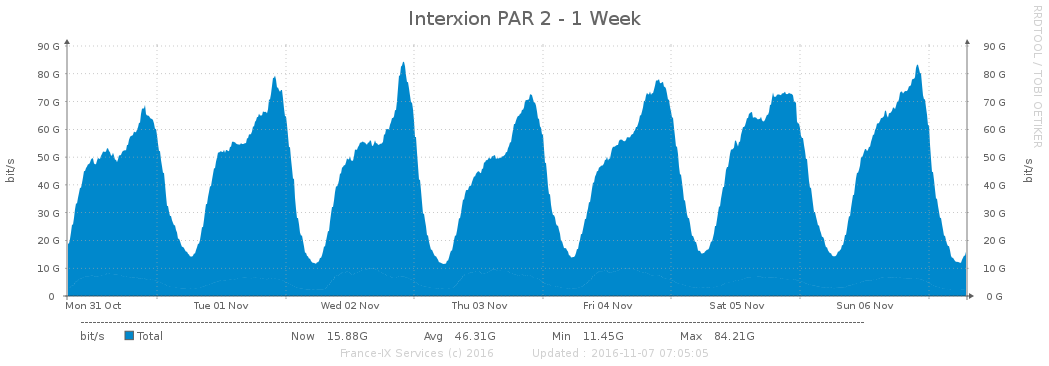 Interxion PAR 2 - 1 Week
RRDTOOL / TOBI OETIKER
90 G 90 G
80 G 80 G
70 G 70 G
60 G 60 G
50 G 50 G
40 G 40 G
30 G 30 G
20 G 20 G
10 G 10 G
0 0 G
bit/s bit/s
Mon 31 Oct Tue 01 Nov Wed 02 Nov Thu 03 Nov Fri 04 Nov Sat 05 Nov Sun 06 Nov
bit/s Total Now 15.88G Avg 46.31G Min 11.45G Max 84.21G
France-IX Services (c) 2016 Updated : 2016-11-07 07:05:05